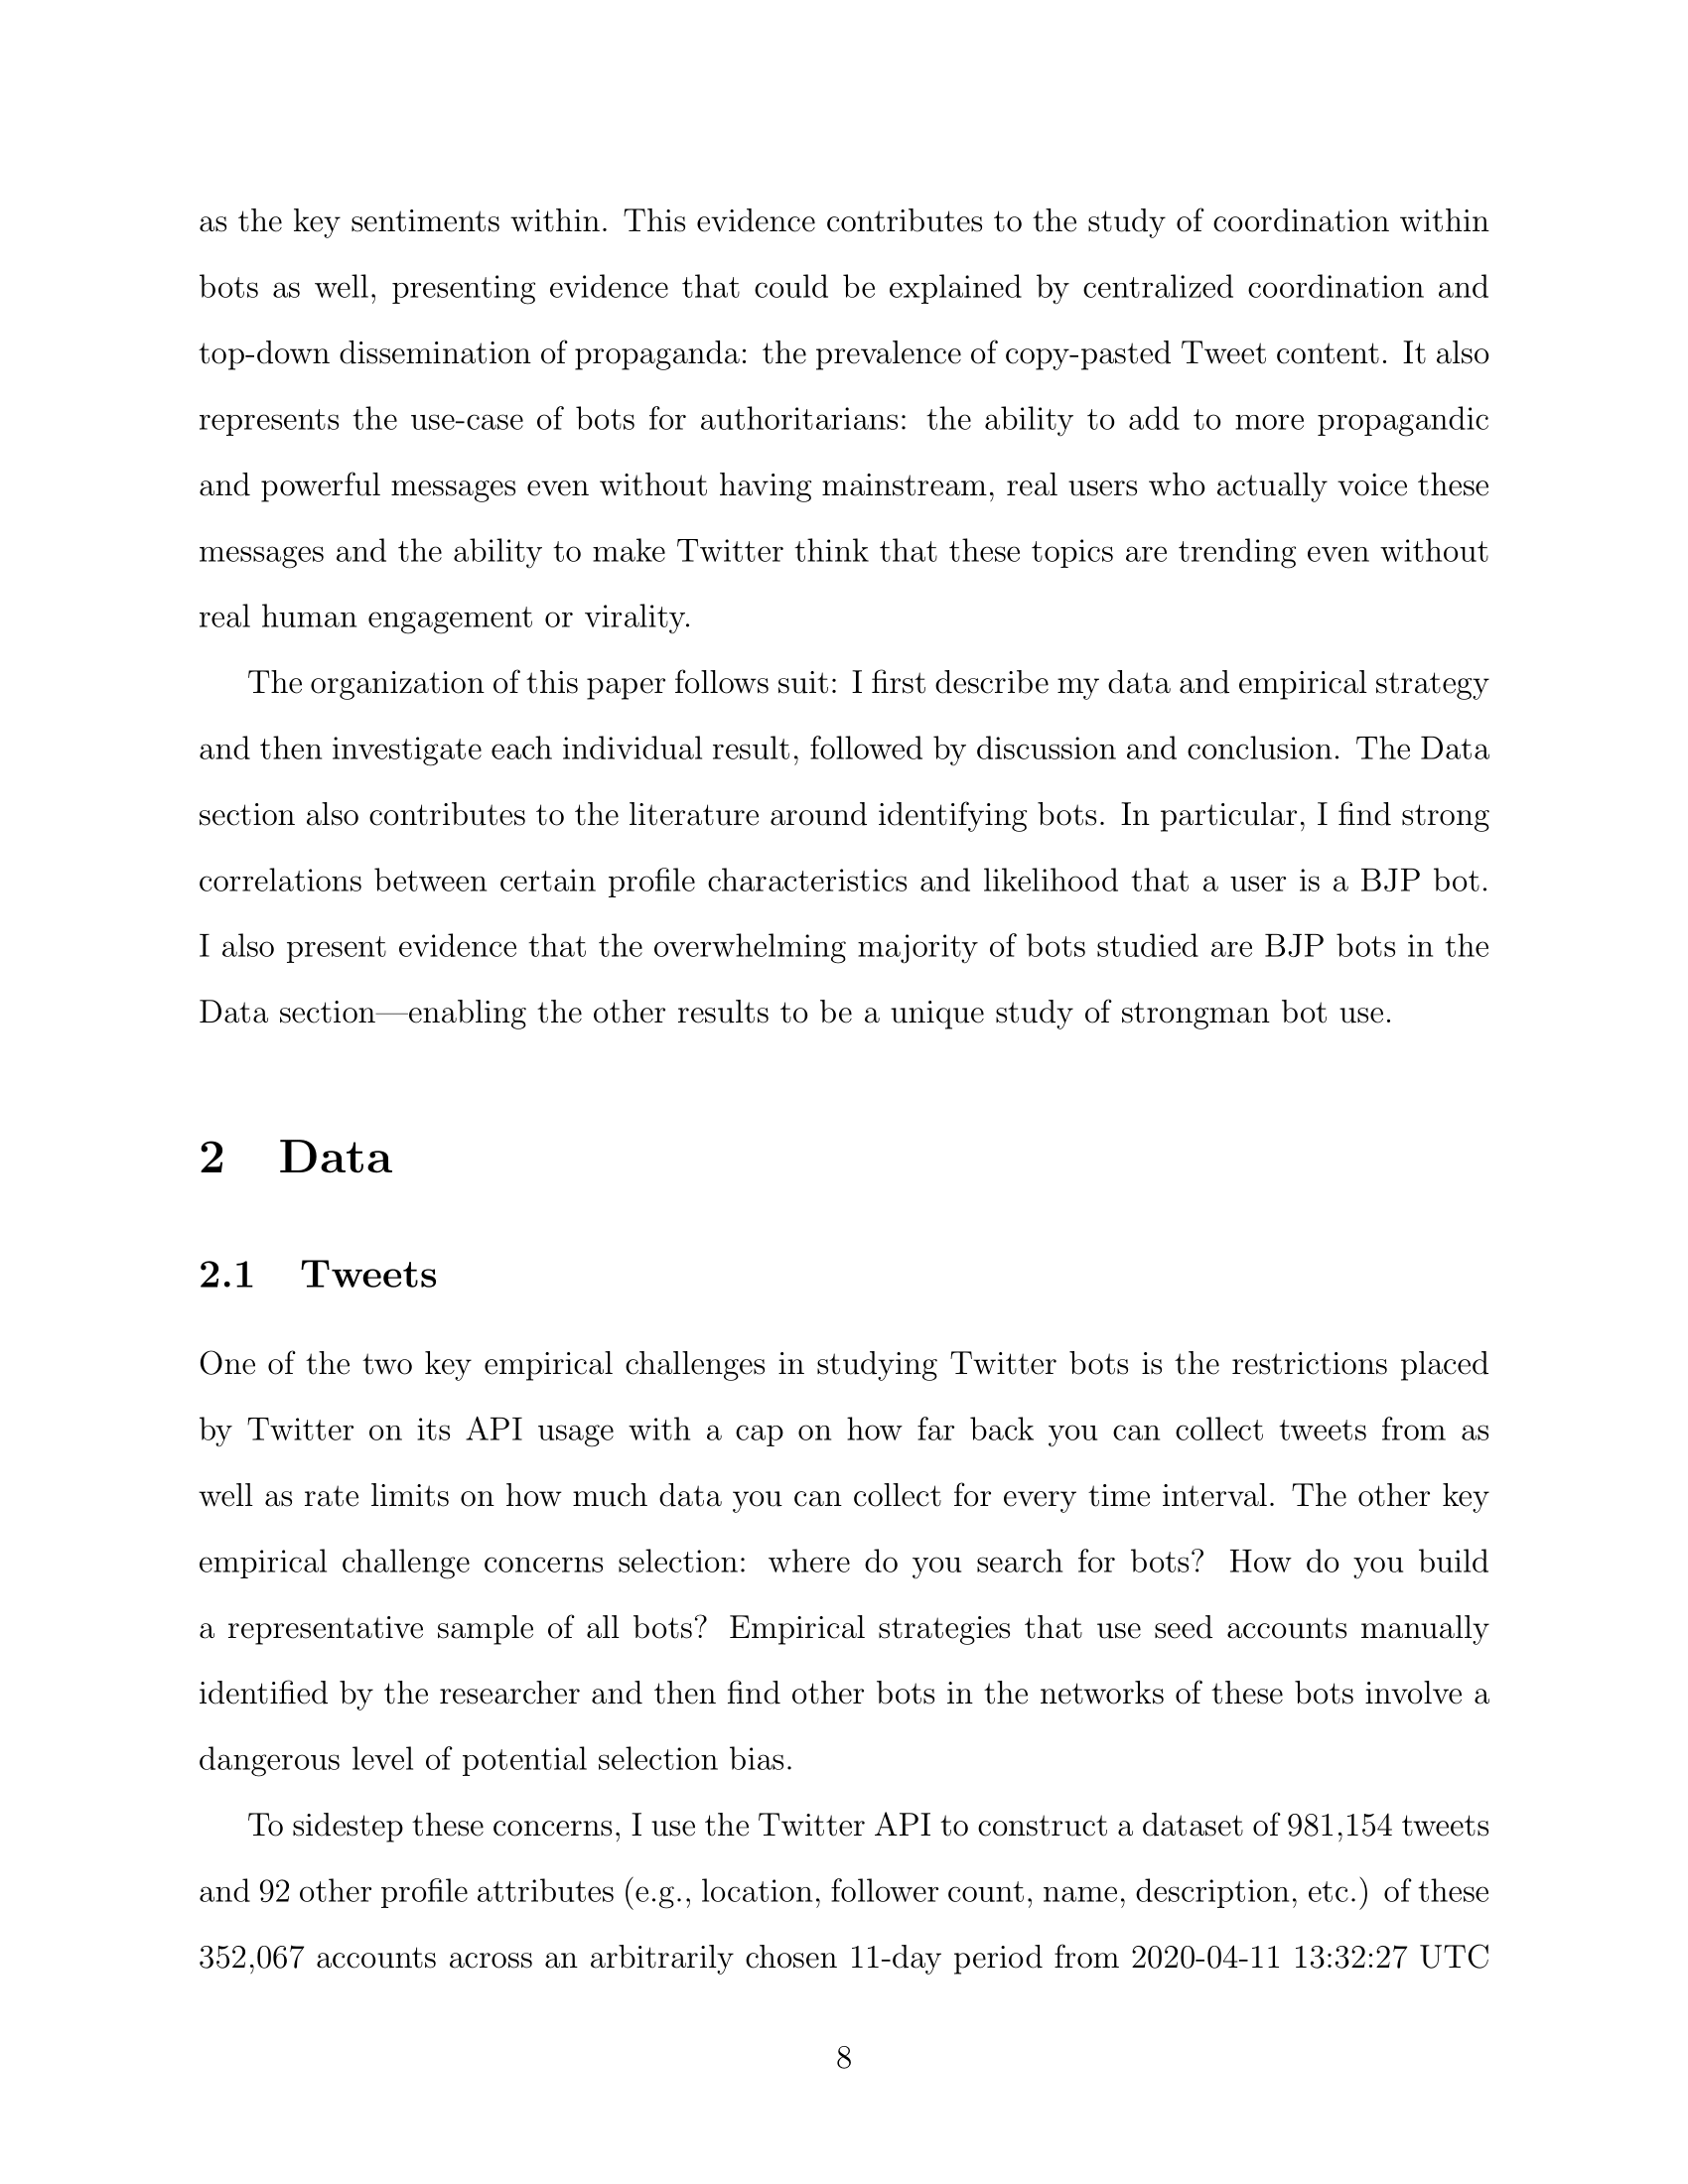 as the key sentiments within. This evidence contributes to the study of coordination within
bots as well, presenting evidence that could be explained by centralized coordination and
top-down dissemination of propaganda: the prevalence of copy-pasted Tweet content. It also
represents the use-case of bots for authoritarians: the ability to add to more propagandic
and powerful messages even without having mainstream, real users who actually voice these
messages and the ability to make Twitter think that these topics are trending even without
real human engagement or virality.
The organization of this paper follows suit: I first describe my data and empirical strategy
and then investigate each individual result, followed by discussion and conclusion. The Data
section also contributes to the literature around identifying bots. In particular, I find strong
correlations between certain profile characteristics and likelihood that a user is a BJP bot.
I also present evidence that the overwhelming majority of bots studied are BJP bots in the
Data section—enabling the other results to be a unique study of strongman bot use.
2 Data
2.1 Tweets
One of the two key empirical challenges in studying Twitter bots is the restrictions placed
by Twitter on its API usage with a cap on how far back you can collect tweets from as
well as rate limits on how much data you can collect for every time interval. The other key
empirical challenge concerns selection: where do you search for bots? How do you build
a representative sample of all bots? Empirical strategies that use seed accounts manually
identified by the researcher and then find other bots in the networks of these bots involve a
dangerous level of potential selection bias.
To sidestep these concerns, I use the Twitter API to construct a dataset of 981,154 tweets
and 92 other profile attributes (e.g., location, follower count, name, description, etc.) of these
352,067 accounts across an arbitrarily chosen 11-day period from 2020-04-11 13:32:27 UTC
8